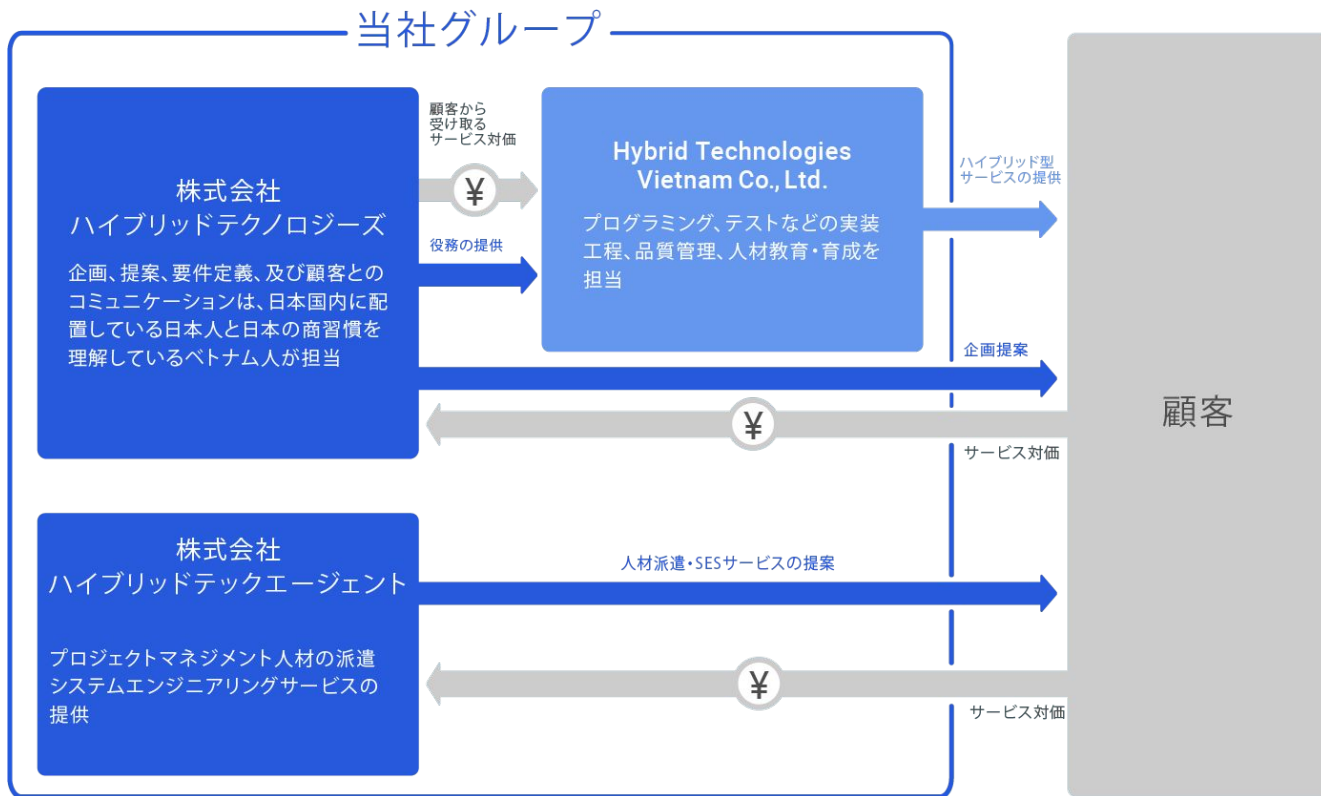 当社グループ
株式会社
ハイブリッドテクノロジーズ
企画、提案、要件定義、及び顧客との
コミュニケーションは、日本国内に配
置している日本人と日本の商習慣を
理解しているベトナム人が担当
顧客から
受け取る
サービス対価
¥
役務の提供
Hybrid Technologies
Vietnam Co., Ltd.
プログラミング、テストなどの実装
工程、品質管理、人材教育・育成を
担当
ハイブリッド型
サービスの提供
企画提案
¥
サービス対価
顧客
株式会社
ハイブリッドテックエージェント
プロジェクトマネジメント人材の派遣
システムエンジニアリングサービスの
提供
人材派遣・SESサービスの提案
¥
サービス対価